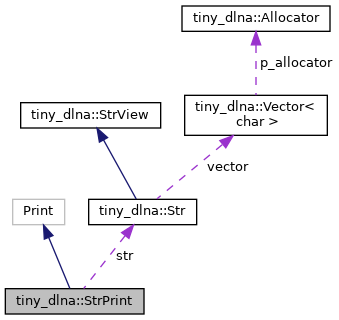 tiny_dlna::Allocator
p_allocator
tiny_dlna::StrView
tiny_dlna::Vector<
char >
vector
Print
tiny_dlna::Str
str
tiny_dlna::StrPrint